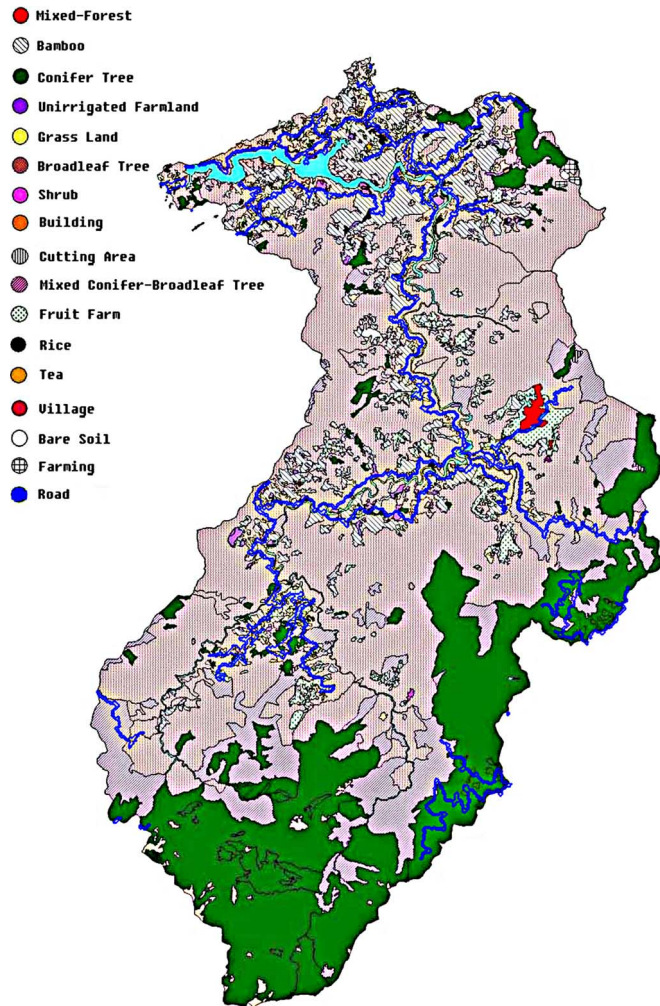 Mixed-Forest
Bamboo
Conifer Tree
Unirrigated Farmland
Grass Land
Broadleaf Tree
Shrub
Building
Cutting Area
Mixed Conifer-Broadleaf Tree
Fruit Farm
Rice
Tea
Village
Bare Soil
Farming
Road